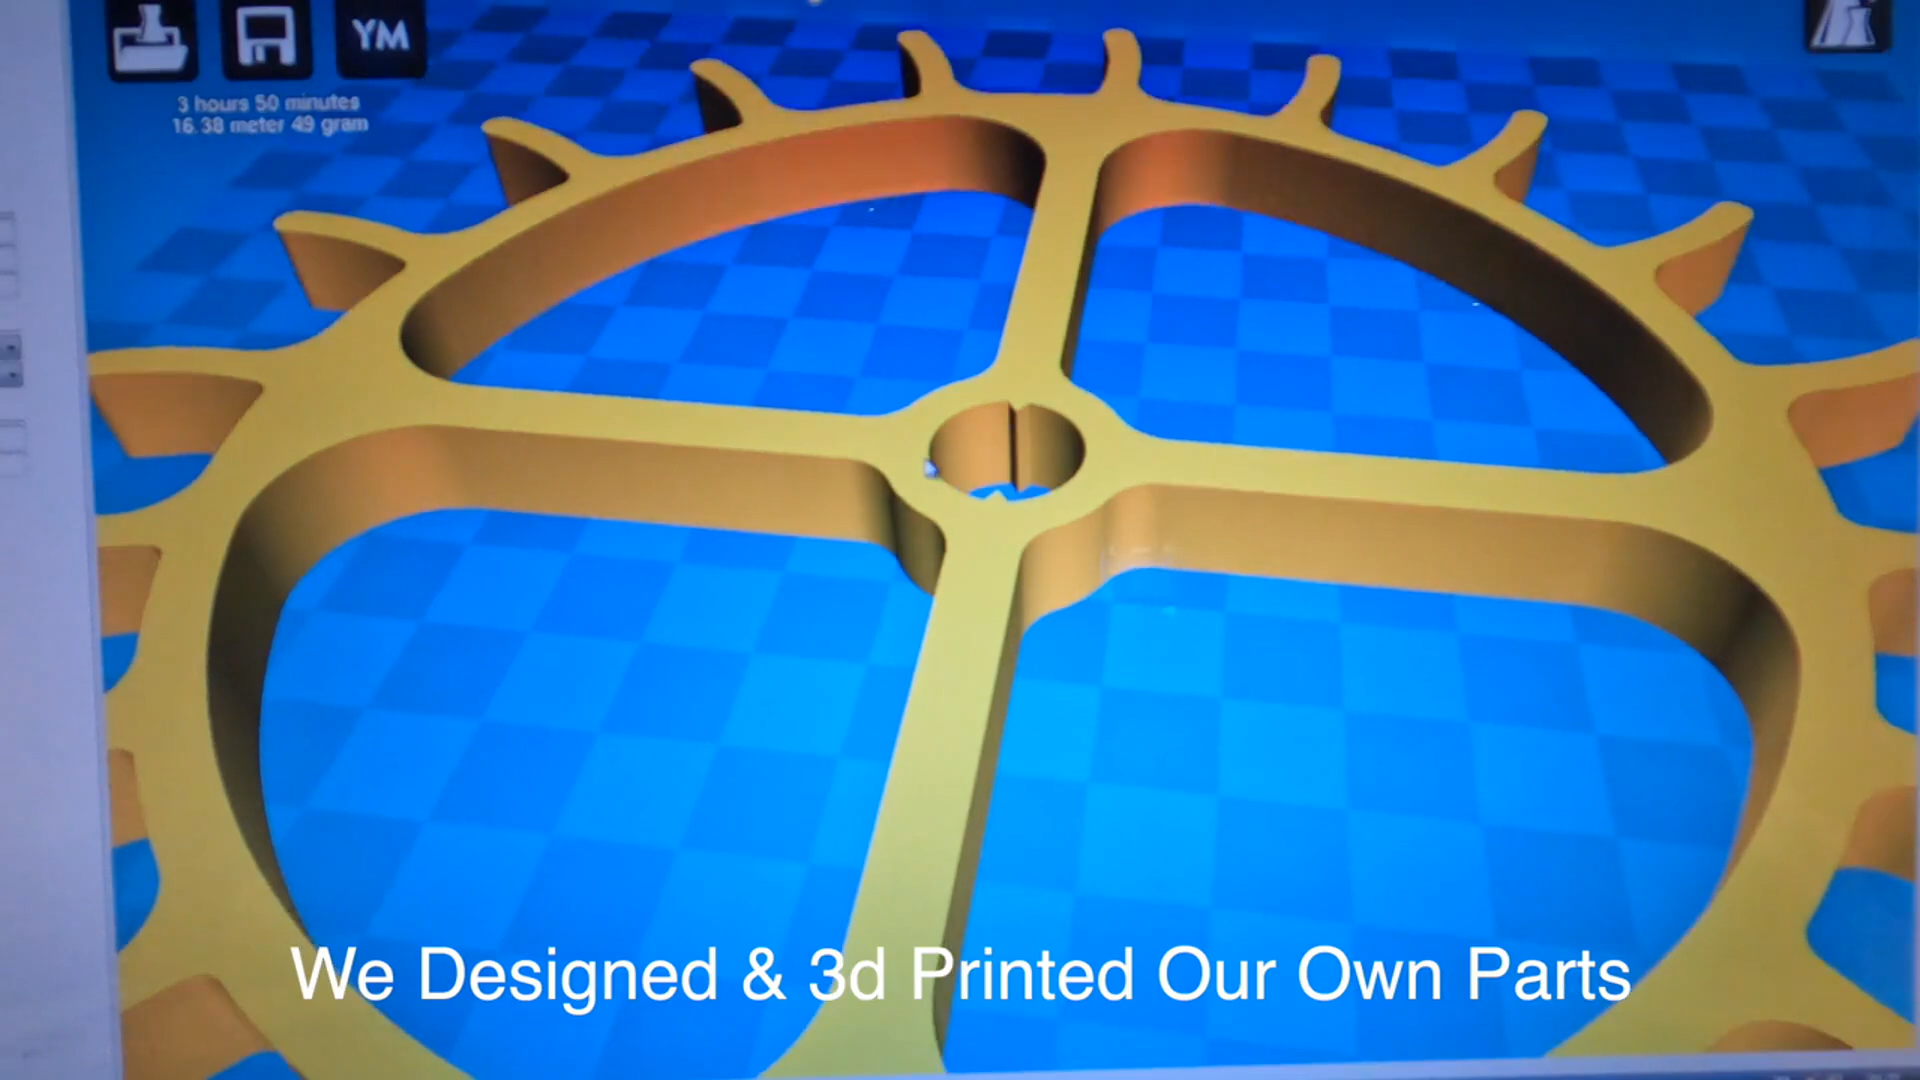 YM
3 hours 50 minutes
16.38 meter 49 gram
We Designed & 3d Printed Our Own Parts